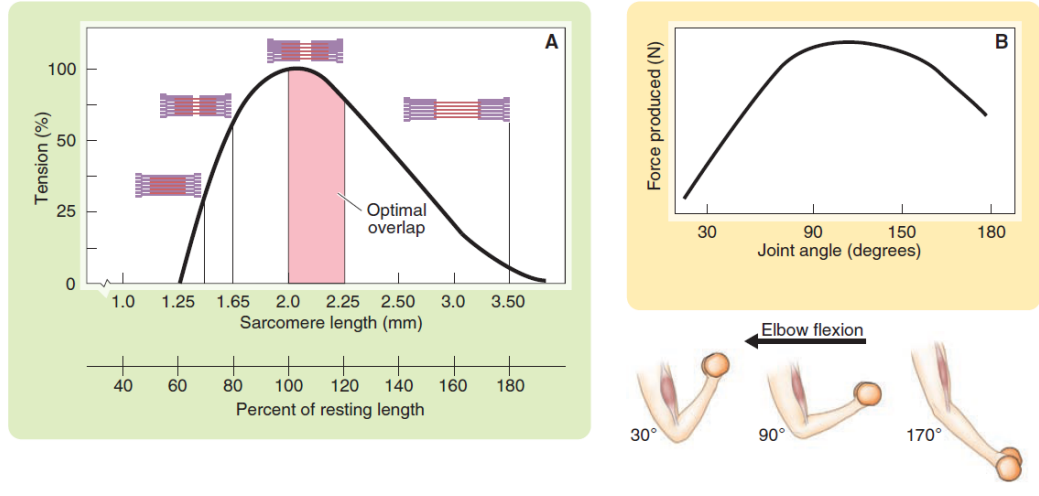 A
Tension (%)
100
50
25
0
Optimal
overlap
1.0 1.25 1.65 2.0 2.25 2.50 3.0 3.50
Sarcomere length (mm)
40 60 80 100 120 140 160 180
Percent of resting length
B
Force produced (N)
30 90 150 180
Joint angle (degrees)
Elbow flexion
30° 90° 170°